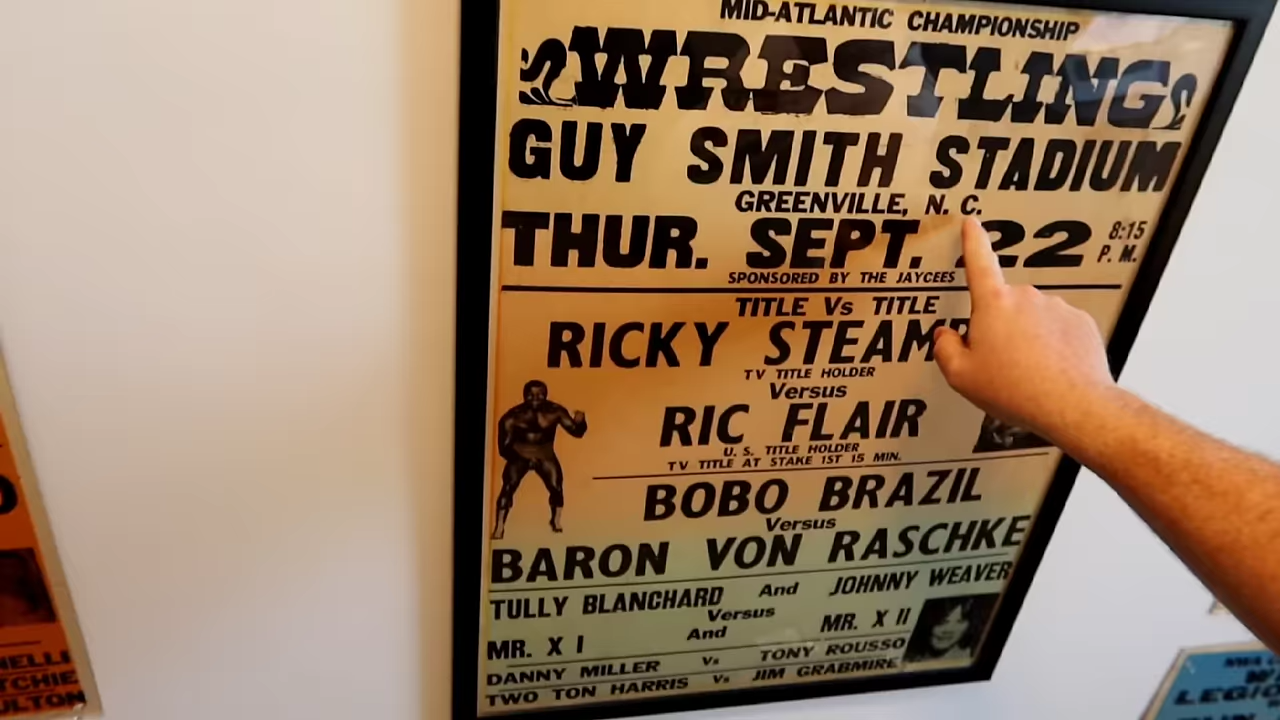 MID-ATLANTIC CHAMPIONSHIP
WRESTLING
GUY SMITH STADIUM
GREENVILLE, N. C.
THUR. SEPT. 22 8:15 P. M.
SPONSORED BY THE JAYCEES
TITLE Vs TITLE
RICKY STEAM
TV TITLE HOLDER
Versus
RIC FLAIR
U. S. TITLE HOLDER
TV TITLE AT STAKE 1ST 15 MIN.
BOBO BRAZIL
Versus
BARON VON RASCHKE
TULLY BLANCHARD And JOHNNY WEAVER
Versus
MR. X I And MR. X II
DANNY MILLER Vs TONY ROUSSO
TWO TON HARRIS Vs JIM GRABMIRE